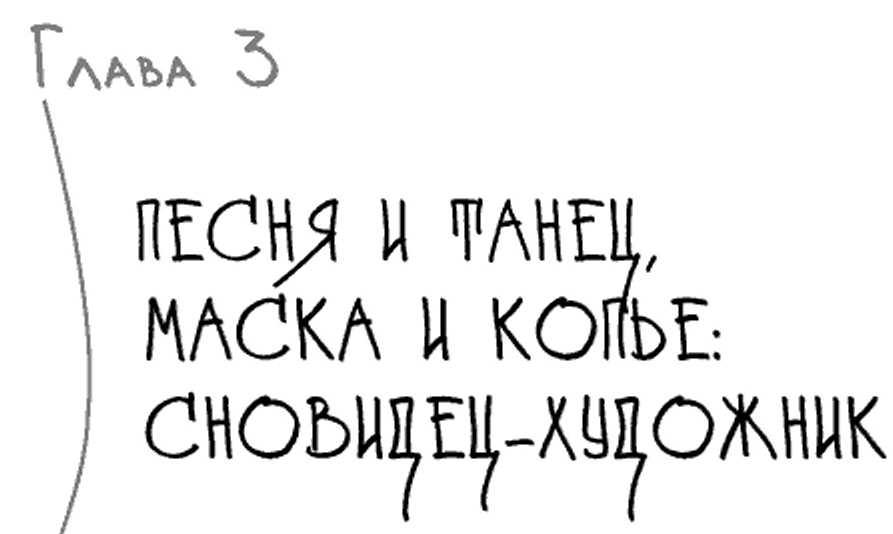 Глава 3
ПЕСНЯ И ТАНЕЦ,
МАСКА И КОПЬЕ:
СНОВИДЕЦ-ХУДОЖНИК